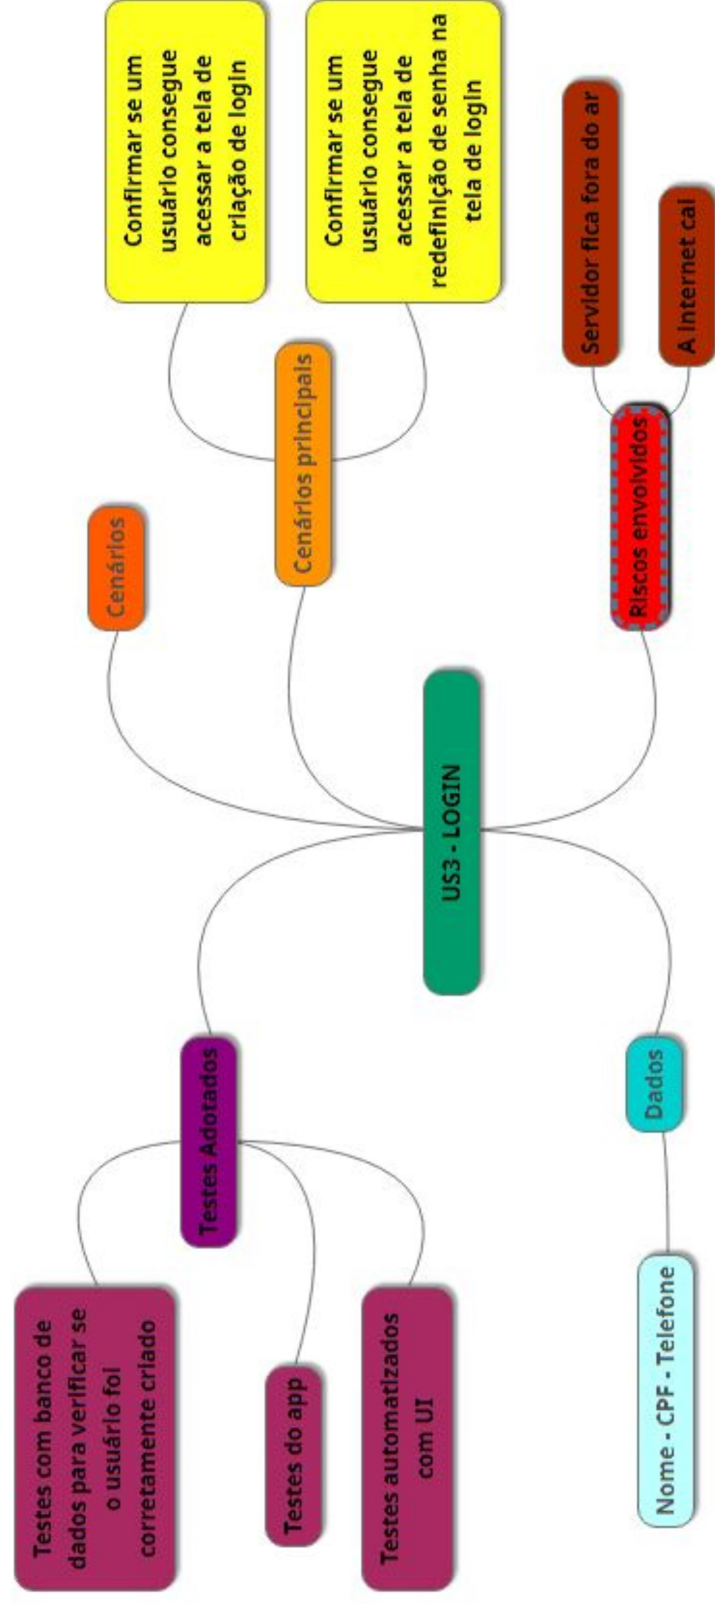 Testes com banco de
dados para verificar se
o usuário foi
corretamente criado
Testes do app
Testes automatizados
com UI
Testes Adotados
Nome - CPF - Telefone
Dados
US3 - LOGIN
Cenários
Cenários principais
Confirmar se um
usuário consegue
acessar a tela de
criação de login
Confirmar se um
usuário consegue
acessar a tela de
redefinição de senha na
tela de login
Riscos envolvidos
Servidor fica fora do ar
A internet cai